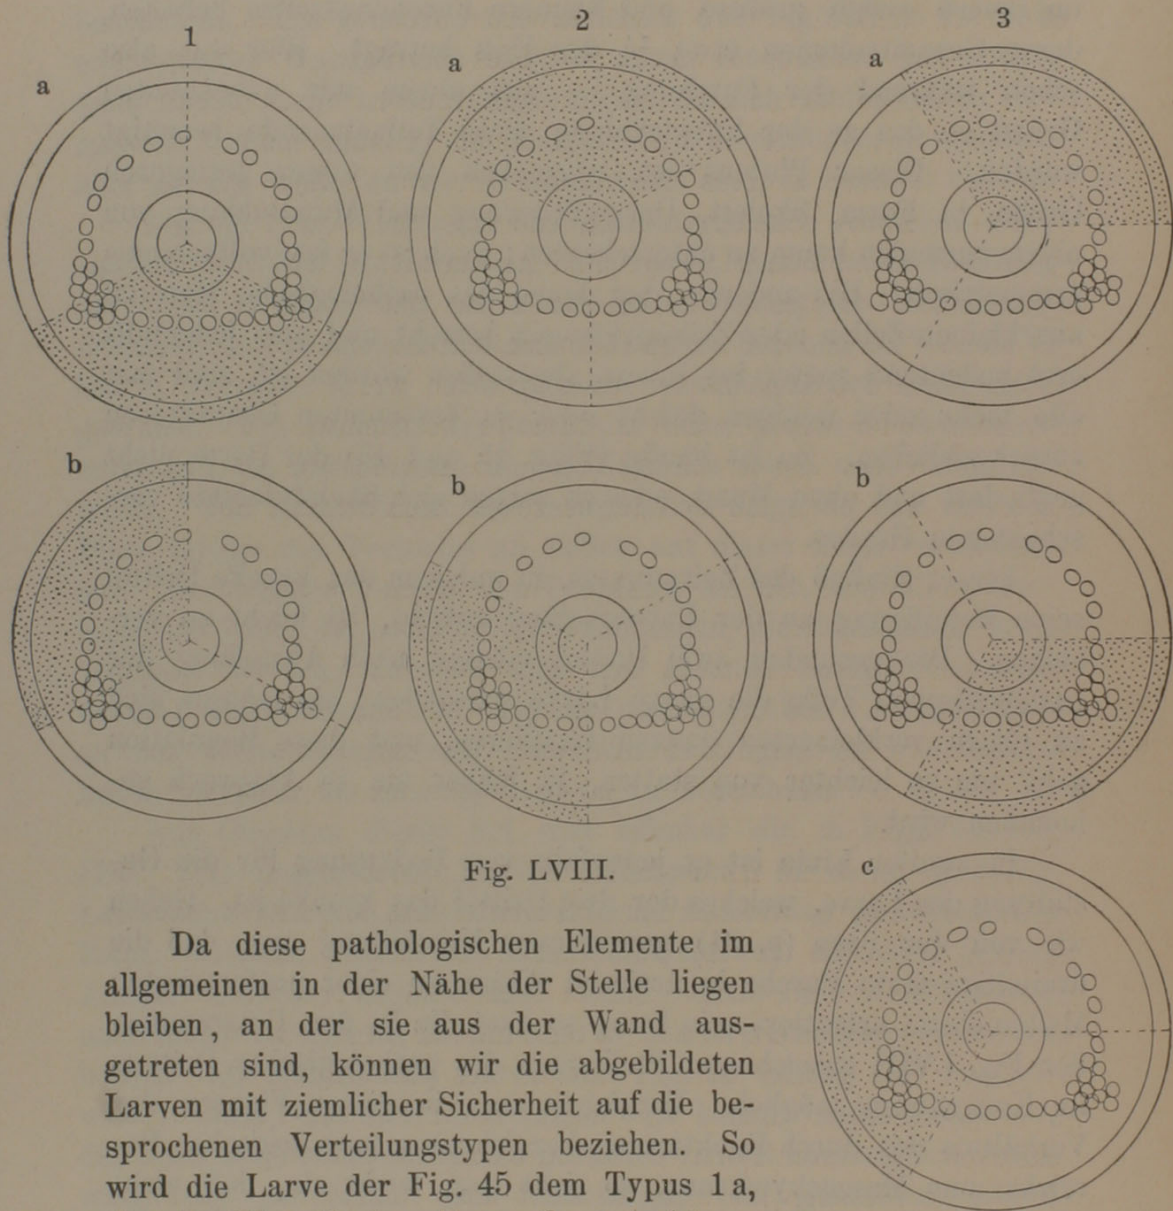 1
2
3
a
a
a
b
b
b
Fig. LVIII.
c
Da diese pathologischen Elemente im
allgemeinen in der Nähe der Stelle liegen
bleiben, an der sie aus der Wand aus-
getreten sind, können wir die abgebildeten
Larven mit ziemlicher Sicherheit auf die be-
sprochenen Verteilungstypen beziehen. So
wird die Larve der Fig. 45 dem Typus 1a,